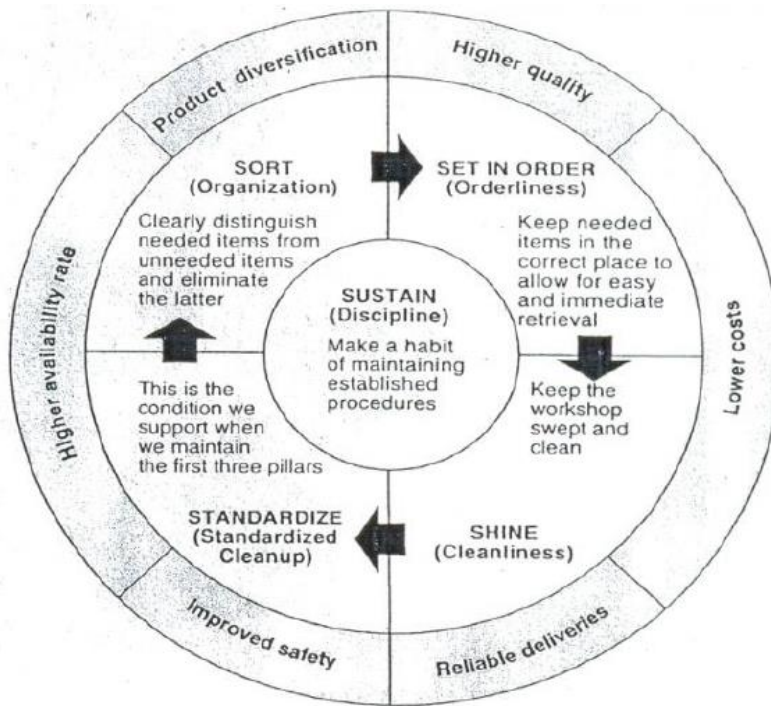 Product diversification
Higher quality
Lower costs
Reliable deliveries
Improved safety
Higher availability rate
SORT
(Organization)
Clearly distinguish
needed items from
unneeded items
and eliminate
the latter
SET IN ORDER
(Orderliness)
Keep needed
items in the
correct place to
allow for easy
and immediate
retrieval
SUSTAIN
(Discipline)
Make a habit
of maintaining
established
procedures
This is the
condition we
support when
we maintain
the first three pillars
STANDARDIZE
(Standardized
Cleanup)
Keep the
workshop
swept and
clean
SHINE
(Cleanliness)